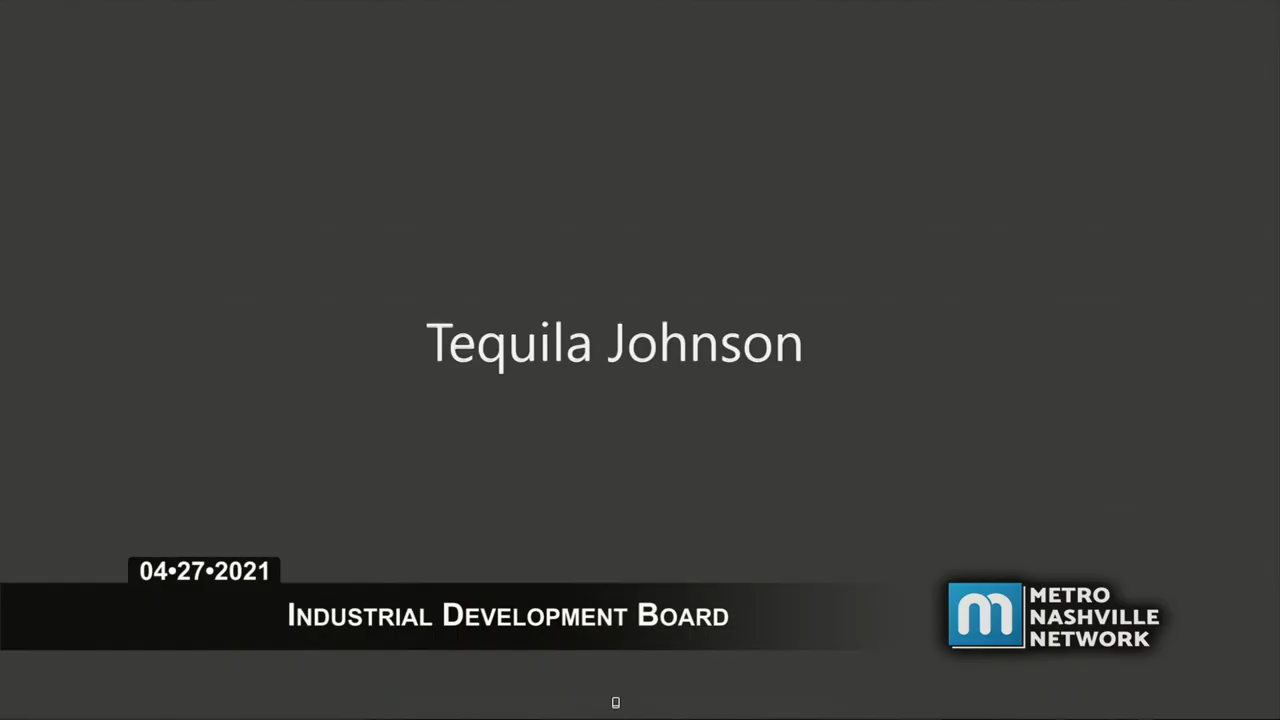 Tequila Johnson
04•27•2021
Industrial Development Board
m
METRO
NASHVILLE
NETWORK